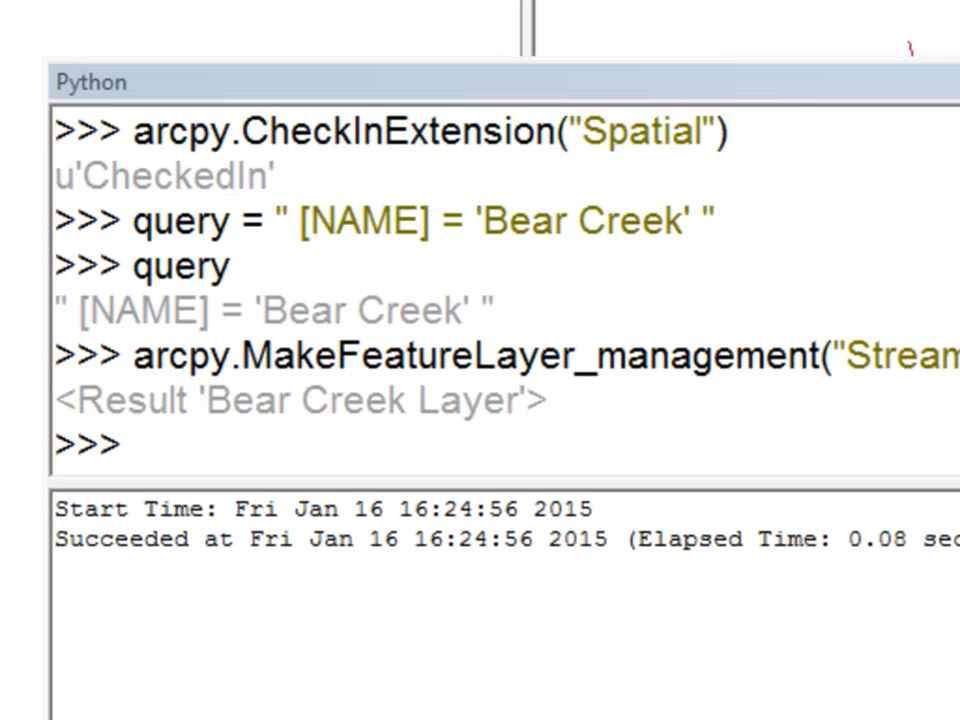 Python
>>> arcpy.CheckInExtension("Spatial")
u'CheckedIn'
>>> query = " [NAME] = 'Bear Creek' "
>>> query
" [NAME] = 'Bear Creek' "
>>> arcpy.MakeFeatureLayer_management("Stream
<Result 'Bear Creek Layer'>
>>>
Start Time: Fri Jan 16 16:24:56 2015
Succeeded at Fri Jan 16 16:24:56 2015 (Elapsed Time: 0.08 sec